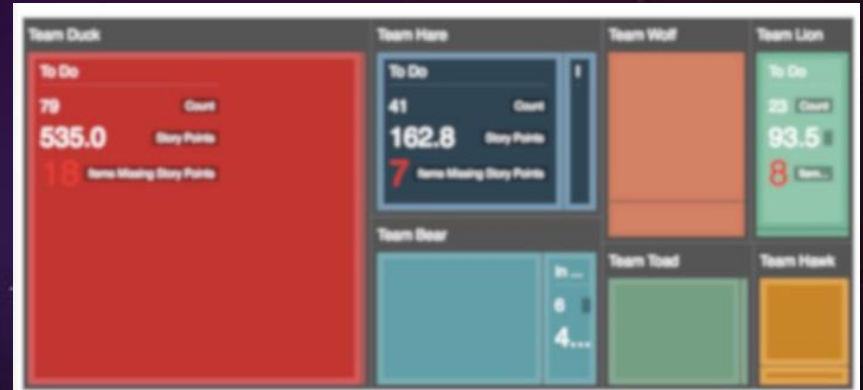 Team Duck
To Do
79 Count
535.0 Story Points
18 Items Missing Story Points
Team Hare
To Do
I
41 Count
162.8 Story Points
7 Items Missing Story Points
Team Bear
In ...
6
4...
Team Wolf
Team Lion
To Do
23 Count
93.5
8 Item...
Team Toad
Team Hawk